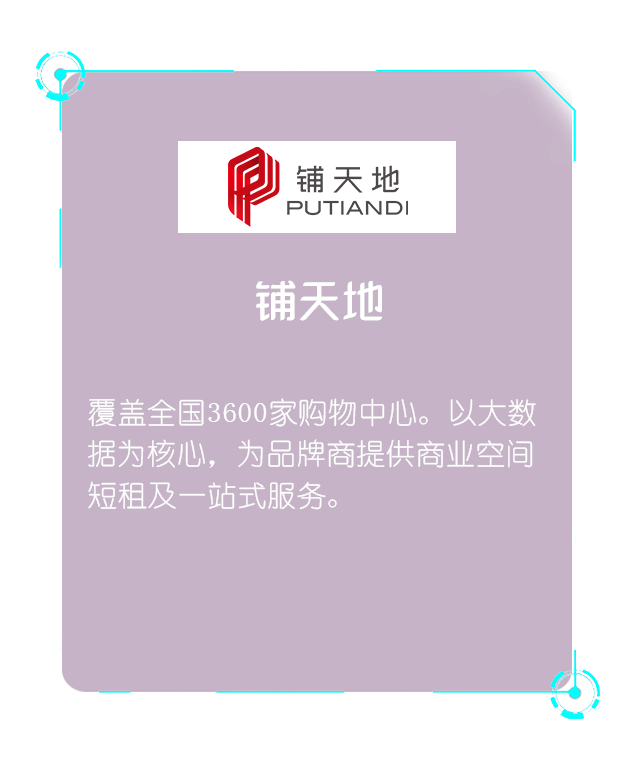 铺天地
PUTIANDI
铺天地
覆盖全国3600家购物中心。以大数
据为核心，为品牌商提供商业空间
短租及一站式服务。